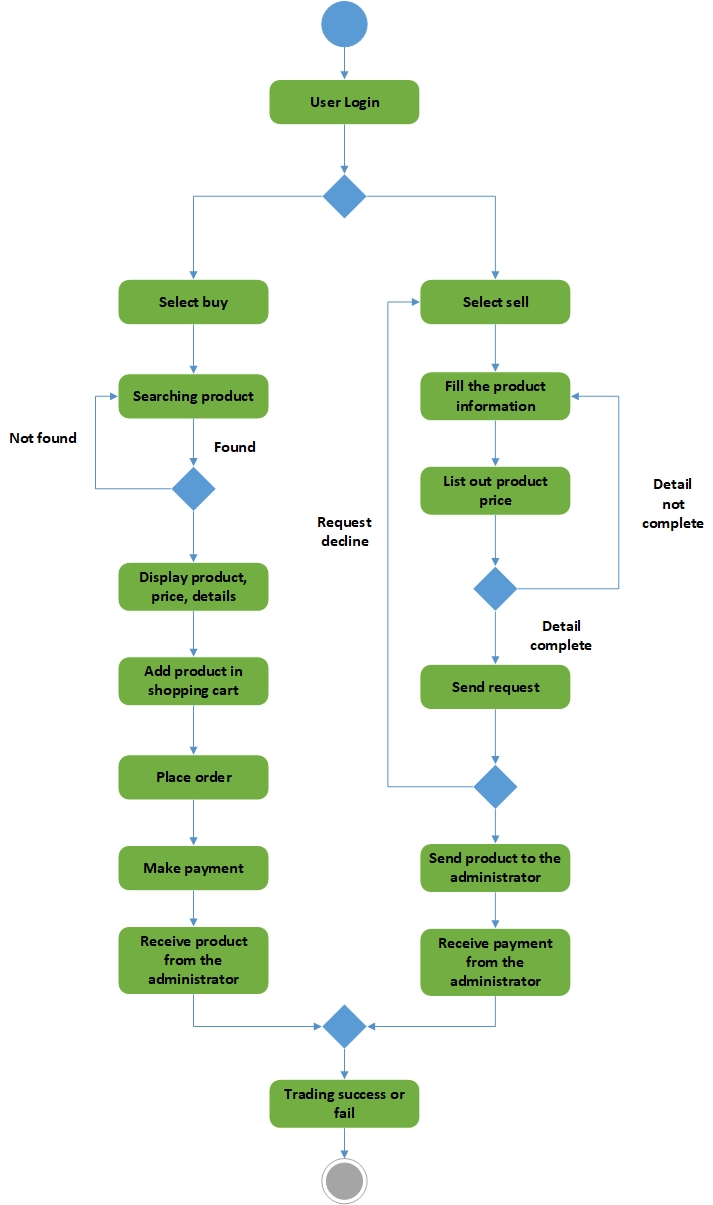 User Login
Select buy
Select sell
Searching product
Fill the product
information
Not found
Found
List out product
price
Detail
not
complete
Request
decline
Display product,
price, details
Detail
complete
Add product in
shopping cart
Send request
Place order
Make payment
Send product to the
administrator
Receive product
from the
administrator
Receive payment
from the
administrator
Trading success or
fail